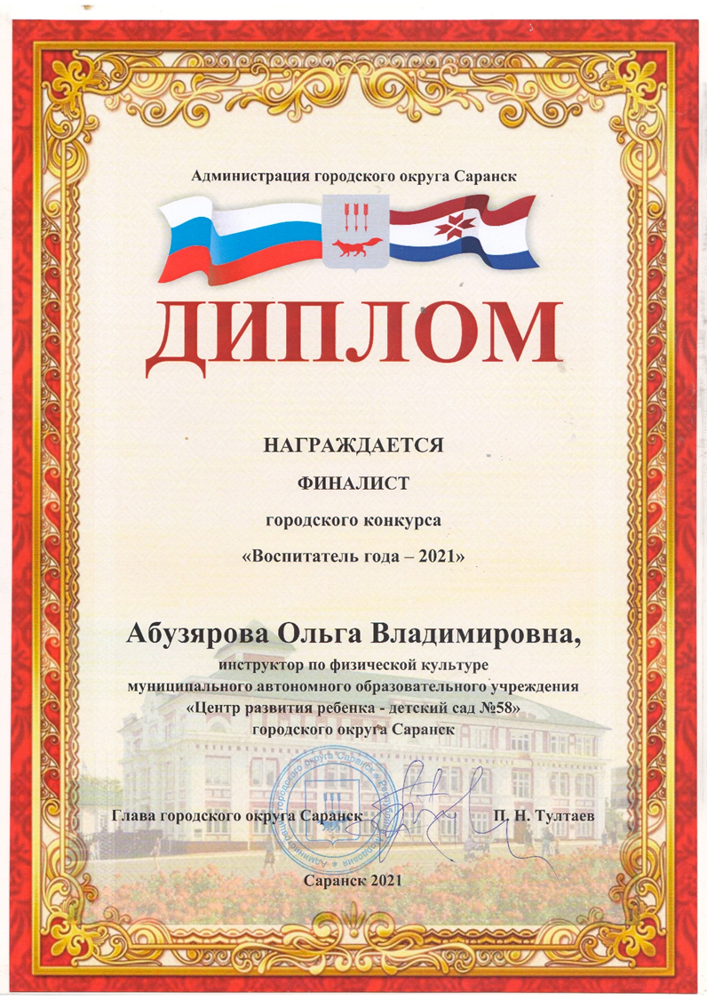 Администрация городского округа Саранск
ДИПЛОМ
НАГРАЖДАЕТСЯ
ФИНАЛИСТ
городского конкурса
«Воспитатель года – 2021»
Абузярова Ольга Владимировна,
инструктор по физической культуре
муниципального автономного образовательного учреждения
«Центр развития ребенка - детский сад №58»
городского округа Саранск
Глава городского округа Саранск П. Н. Тултаев
Саранск 2021